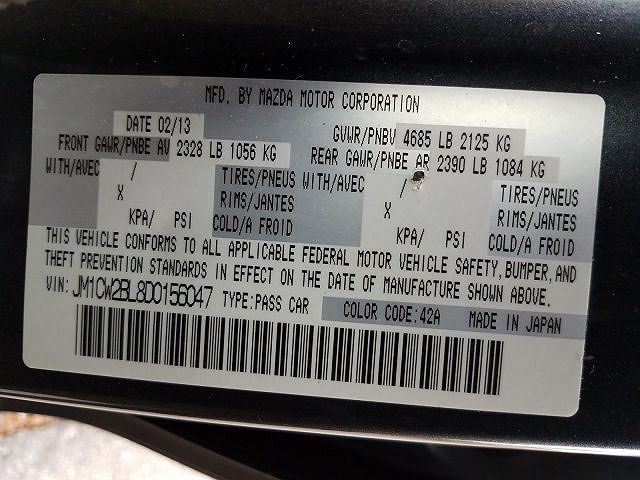 MFD. BY MAZDA MOTOR CORPORATION
DATE 02/13 GVWR/PNBV 4685 LB 2125 KG
FRONT GAWR/PNBE AV 2328 LB 1056 KG REAR GAWR/PNBE AR 2390 LB 1084 KG
WITH/AVEC / TIRES/PNEUS WITH/AVEC / TIRES/PNEUS
X RIMS/JANTES X RIMS/JANTES
KPA/ PSI COLD/A FROID KPA/ PSI COLD/A FROID
THIS VEHICLE CONFORMS TO ALL APPLICABLE FEDERAL MOTOR VEHICLE SAFETY, BUMPER, AND
THEFT PREVENTION STANDARDS IN EFFECT ON THE DATE OF MANUFACTURE SHOWN ABOVE.
VIN: JM1CW2BL8D0156047 TYPE:PASS CAR COLOR CODE:42A MADE IN JAPAN